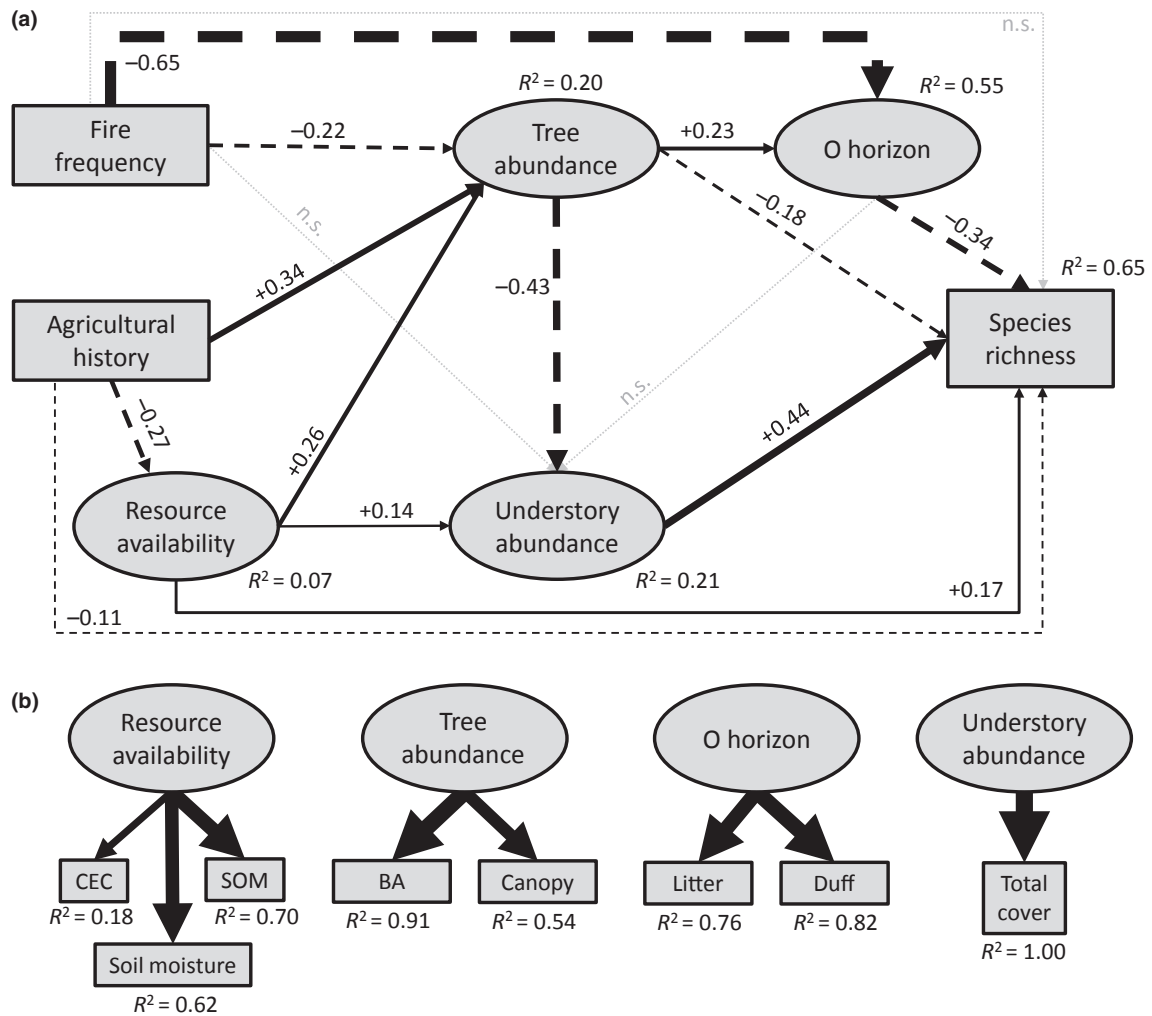 (a)
n.s.
−0.65
R² = 0.20
R² = 0.55
Fire
frequency
−0.22
Tree
abundance
+0.23
O horizon
n.s.
−0.18
−0.34
+0.34
−0.43
R² = 0.65
Agricultural
history
Species
richness
−0.27
+0.26
n.s.
+0.44
Resource
availability
+0.14
Understory
abundance
R² = 0.07
R² = 0.21
+0.17
−0.11
(b)
Resource
availability
Tree
abundance
O horizon
Understory
abundance
CEC
SOM
BA
Canopy
Litter
Duff
Total
cover
R² = 0.18
R² = 0.70
R² = 0.91
R² = 0.54
R² = 0.76
R² = 0.82
R² = 1.00
Soil moisture
R² = 0.62